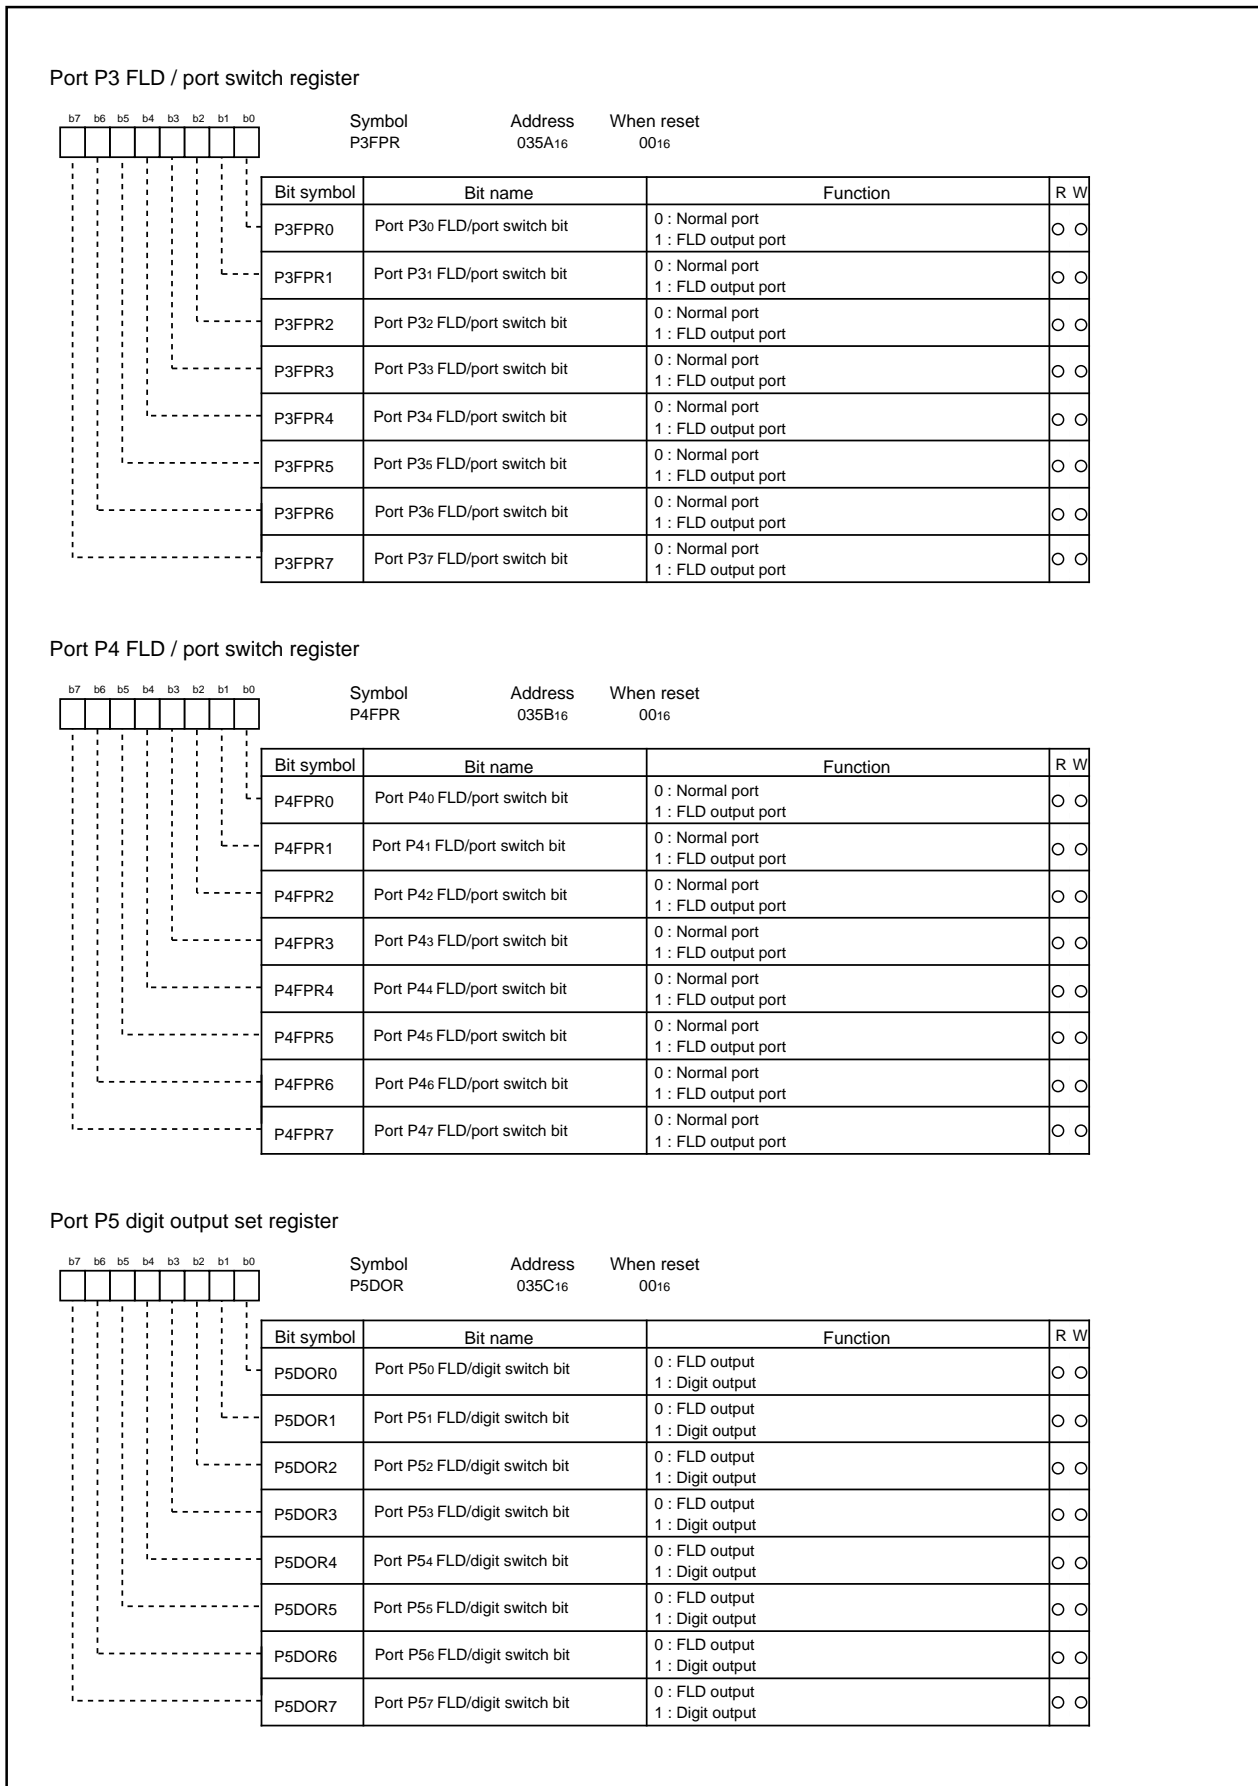 Port P3 FLD / port switch register
b7 b6 b5 b4 b3 b2 b1 b0
Symbol Address When reset
P3FPR 035A16 0016
Bit symbol Bit name Function R W
P3FPR0 Port P30 FLD/port switch bit 0 : Normal port
1 : FLD output port
P3FPR1 Port P31 FLD/port switch bit 0 : Normal port
1 : FLD output port
P3FPR2 Port P32 FLD/port switch bit 0 : Normal port
1 : FLD output port
P3FPR3 Port P33 FLD/port switch bit 0 : Normal port
1 : FLD output port
P3FPR4 Port P34 FLD/port switch bit 0 : Normal port
1 : FLD output port
P3FPR5 Port P35 FLD/port switch bit 0 : Normal port
1 : FLD output port
P3FPR6 Port P36 FLD/port switch bit 0 : Normal port
1 : FLD output port
P3FPR7 Port P37 FLD/port switch bit 0 : Normal port
1 : FLD output port
Port P4 FLD / port switch register
b7 b6 b5 b4 b3 b2 b1 b0
Symbol Address When reset
P4FPR 035B16 0016
Bit symbol Bit name Function R W
P4FPR0 Port P40 FLD/port switch bit 0 : Normal port
1 : FLD output port
P4FPR1 Port P41 FLD/port switch bit 0 : Normal port
1 : FLD output port
P4FPR2 Port P42 FLD/port switch bit 0 : Normal port
1 : FLD output port
P4FPR3 Port P43 FLD/port switch bit 0 : Normal port
1 : FLD output port
P4FPR4 Port P44 FLD/port switch bit 0 : Normal port
1 : FLD output port
P4FPR5 Port P45 FLD/port switch bit 0 : Normal port
1 : FLD output port
P4FPR6 Port P46 FLD/port switch bit 0 : Normal port
1 : FLD output port
P4FPR7 Port P47 FLD/port switch bit 0 : Normal port
1 : FLD output port
Port P5 digit output set register
b7 b6 b5 b4 b3 b2 b1 b0
Symbol Address When reset
P5DOR 035C16 0016
Bit symbol Bit name Function R W
P5DOR0 Port P50 FLD/digit switch bit 0 : FLD output
1 : Digit output
P5DOR1 Port P51 FLD/digit switch bit 0 : FLD output
1 : Digit output
P5DOR2 Port P52 FLD/digit switch bit 0 : FLD output
1 : Digit output
P5DOR3 Port P53 FLD/digit switch bit 0 : FLD output
1 : Digit output
P5DOR4 Port P54 FLD/digit switch bit 0 : FLD output
1 : Digit output
P5DOR5 Port P55 FLD/digit switch bit 0 : FLD output
1 : Digit output
P5DOR6 Port P56 FLD/digit switch bit 0 : FLD output
1 : Digit output
P5DOR7 Port P57 FLD/digit switch bit 0 : FLD output
1 : Digit output